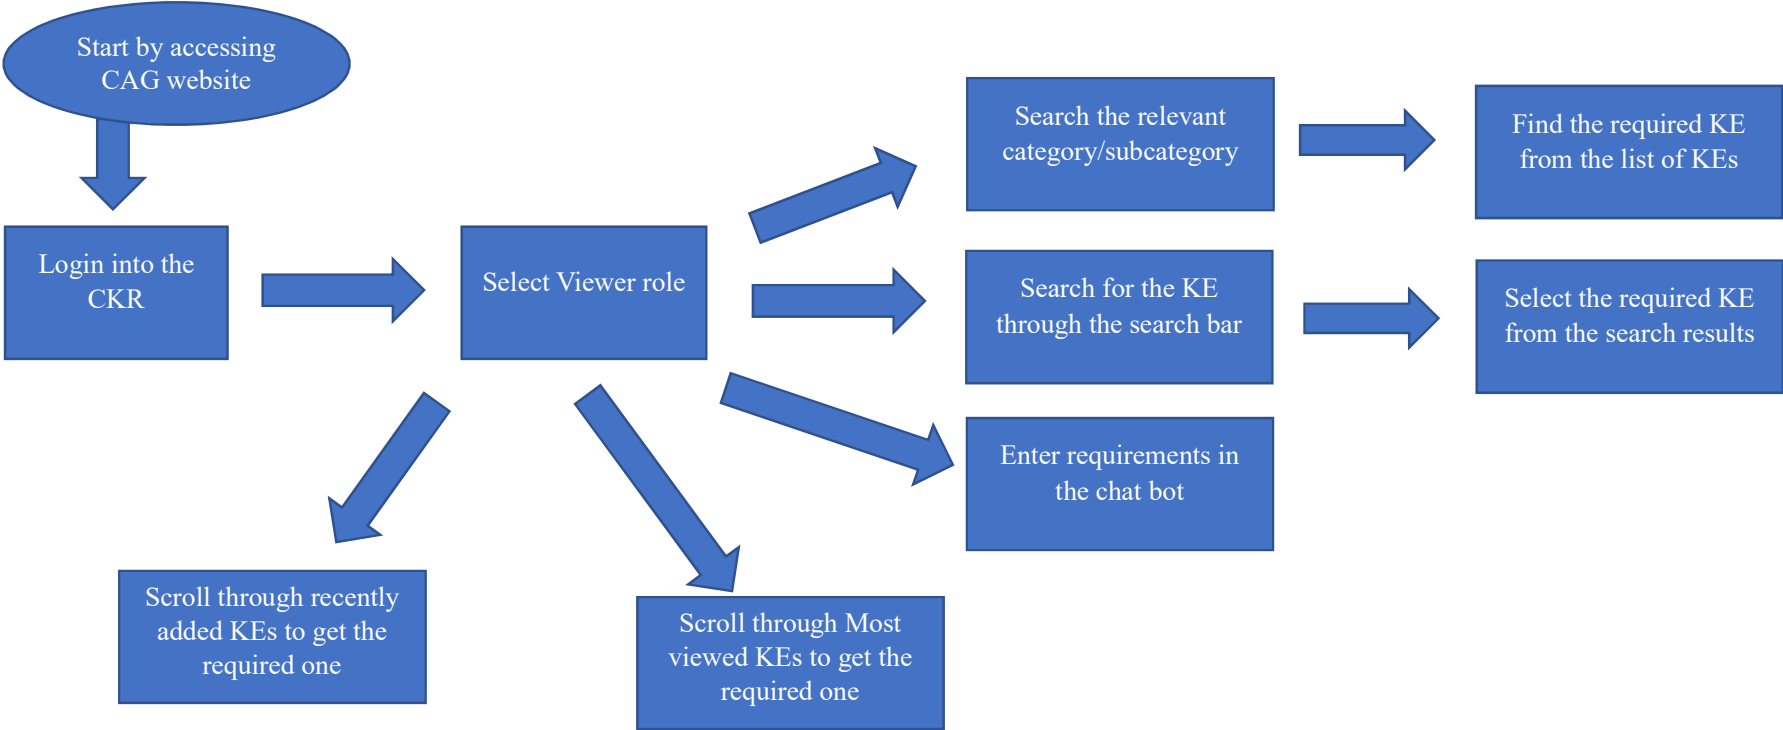 Start by accessing
CAG website
Login into the
CKR
Select Viewer role
Search the relevant
category/subcategory
Find the required KE
from the list of KEs
Search for the KE
through the search bar
Select the required KE
from the search results
Enter requirements in
the chat bot
Scroll through recently
added KEs to get the
required one
Scroll through Most
viewed KEs to get the
required one